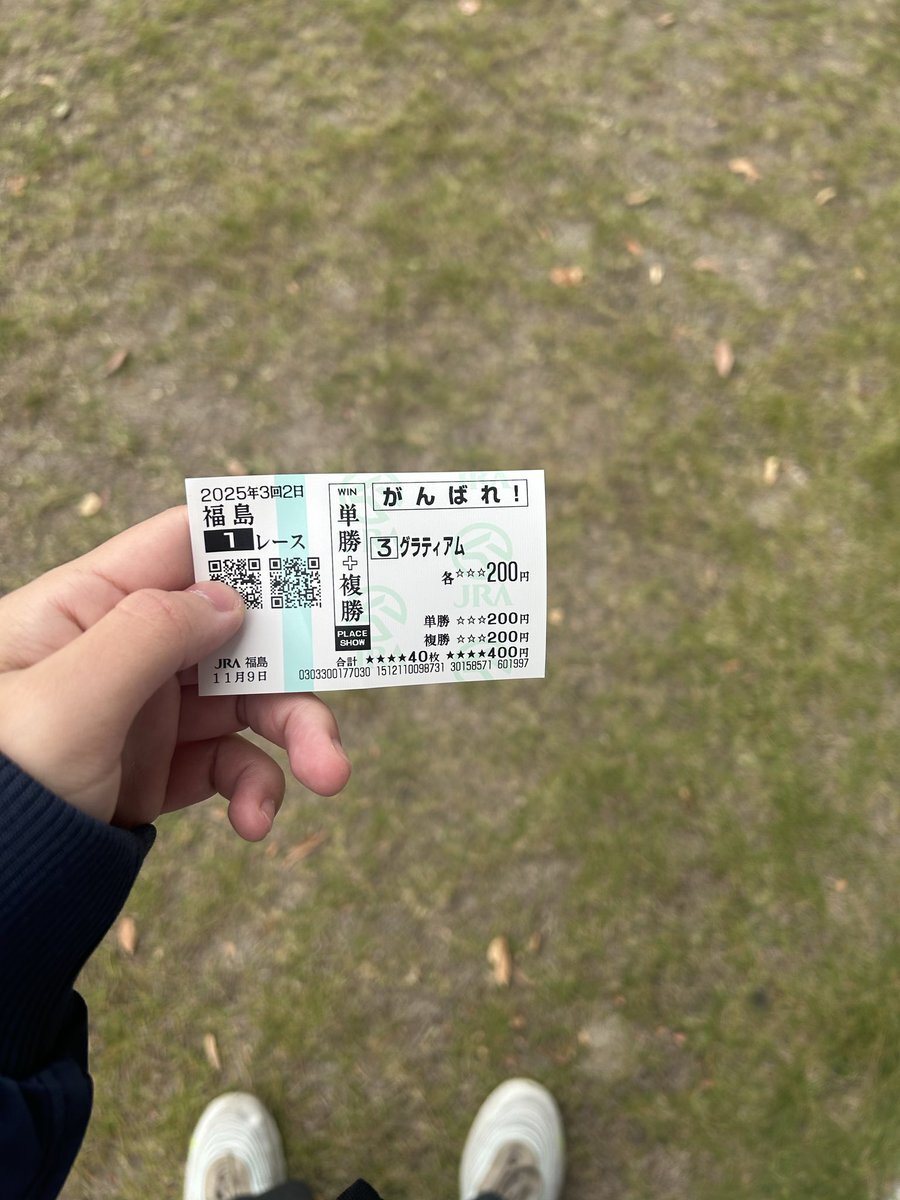 2025年3回2日
福島
1レース
JRA 福島
11月9日
WIN
単勝+複勝
PLACE
SHOW
がんばれ!
3 グラティアム
各☆☆☆200円
JRA
単勝 ☆☆☆200円
複勝 ☆☆☆200円
合計 ★★★★40枚 ★★★★400円
0303300177030 1512110098731 30158571 601997